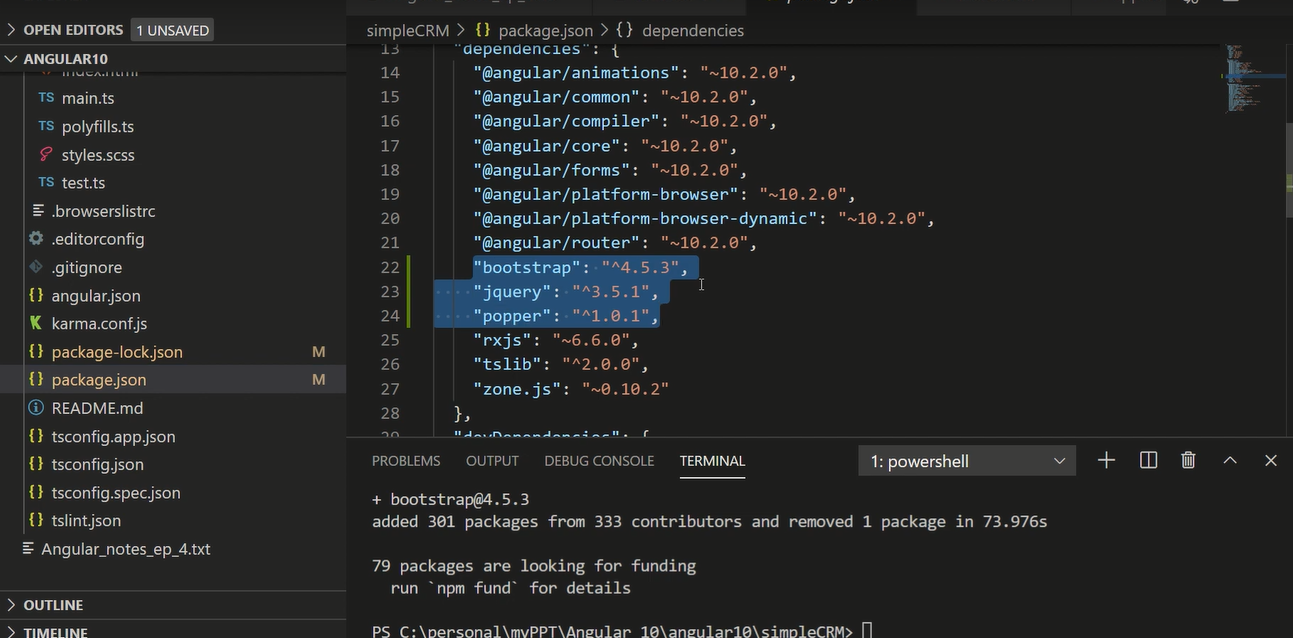 OPEN EDITORS 1 UNSAVED
ANGULAR10
index.html
TS main.ts
TS polyfills.ts
styles.scss
TS test.ts
.browserslistrc
.editorconfig
.gitignore
{} angular.json
karma.conf.js
{} package-lock.json M
{} package.json M
README.md
{} tsconfig.app.json
{} tsconfig.json
{} tsconfig.spec.json
{} tslint.json
Angular_notes_ep_4.txt
OUTLINE
TIMELINE
simpleCRM > {} package.json > {} dependencies
13 "dependencies": {
14 "@angular/animations": "~10.2.0",
15 "@angular/common": "~10.2.0",
16 "@angular/compiler": "~10.2.0",
17 "@angular/core": "~10.2.0",
18 "@angular/forms": "~10.2.0",
19 "@angular/platform-browser": "~10.2.0",
20 "@angular/platform-browser-dynamic": "~10.2.0",
21 "@angular/router": "~10.2.0",
22 "bootstrap": "^4.5.3",
23 "jquery": "^3.5.1",
24 "popper": "^1.0.1",
25 "rxjs": "~6.6.0",
26 "tslib": "^2.0.0",
27 "zone.js": "~0.10.2"
28 },
29 "devDependencies": {
PROBLEMS OUTPUT DEBUG CONSOLE TERMINAL 1: powershell
+ bootstrap@4.5.3
added 301 packages from 333 contributors and removed 1 package in 73.976s
79 packages are looking for funding
run `npm fund` for details
PS C:\personal\myPPT\Angular 10\angular10\simpleCRM>